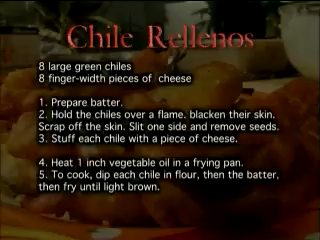 Chile Rellenos
8 large green chiles
8 finger-width pieces of cheese
1. Prepare batter.
2. Hold the chiles over a flame. blacken their skin.
Scrap off the skin. Slit one side and remove seeds.
3. Stuff each chile with a piece of cheese.
4. Heat 1 inch vegetable oil in a frying pan.
5. To cook, dip each chile in flour, then the batter,
then fry until light brown.